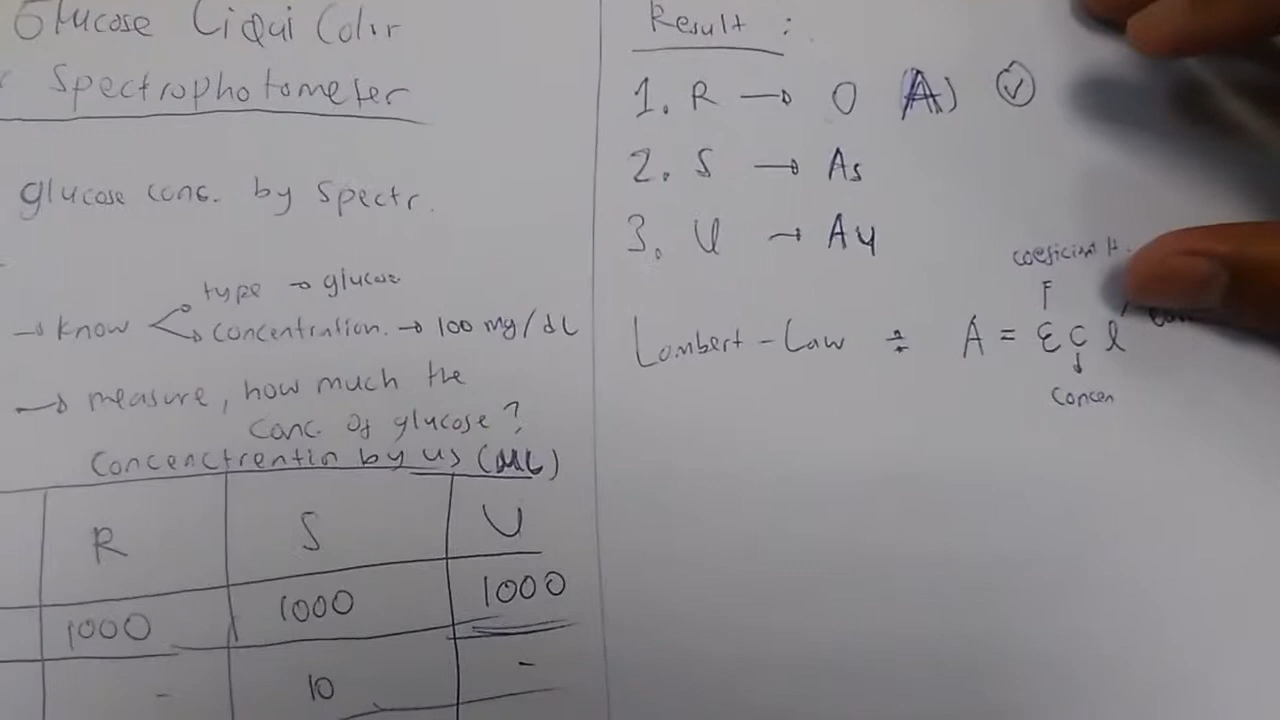 Glucose Liqui Color
Spectrophotometer
glucose conc. by Spectr.
type → glucose
→ know
concentration. → 100 mg/dL
→ measure, how much the
conc. of glucose?
Concenctrentin by us (ML)
R S U
1000 1000 1000
- 10 -
Result :
1. R → 0 (A) ✓
2. S → As
3. U → Au
coeficient
Lambert - Law ÷ A = ε c l
Concen